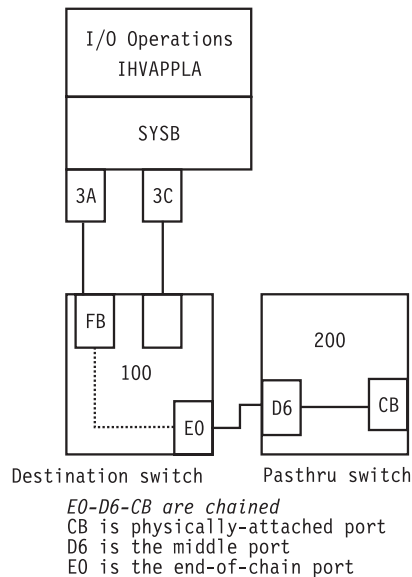 I/O Operations
IHVAPPLA
SYSB
3A
3C
FB
100
E0
200
D6
CB
Destination switch
Pasthru switch
E0-D6-CB are chained
CB is physically-attached port
D6 is the middle port
E0 is the end-of-chain port